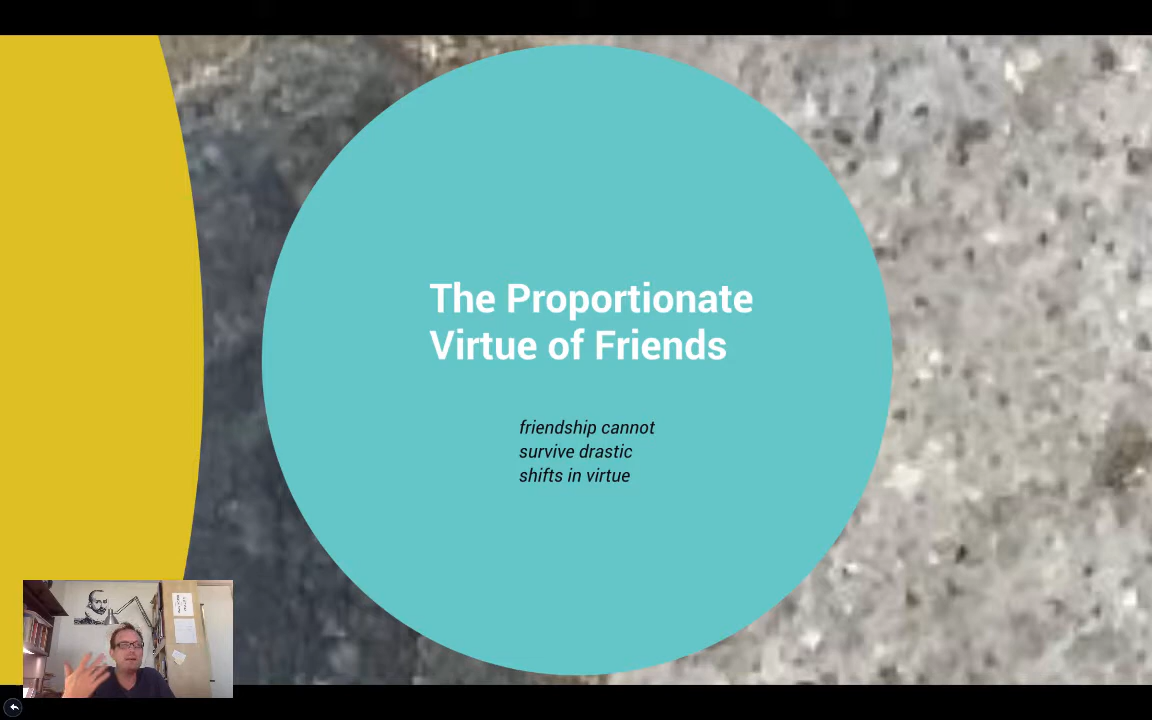 The Proportionate
Virtue of Friends
friendship cannot
survive drastic
shifts in virtue